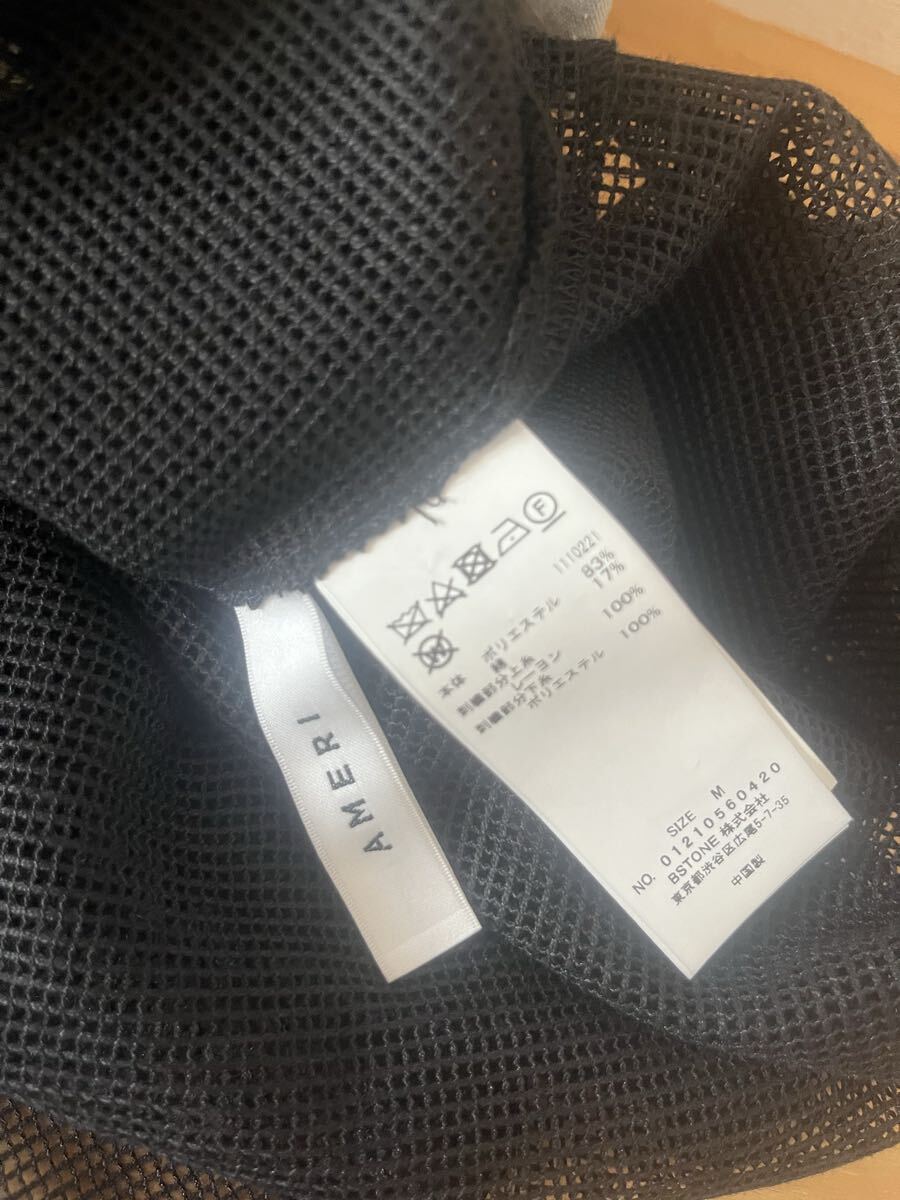 AMERI
F
1110221
本体 ポリエステル 83%
綿 17%
刺繍部分上糸
レーヨン 100%
刺繍部分下糸
ポリエステル 100%
SIZE M
NO. 01210560420
BSTONE 株式会社
東京都渋谷区広尾5-7-35
中国製